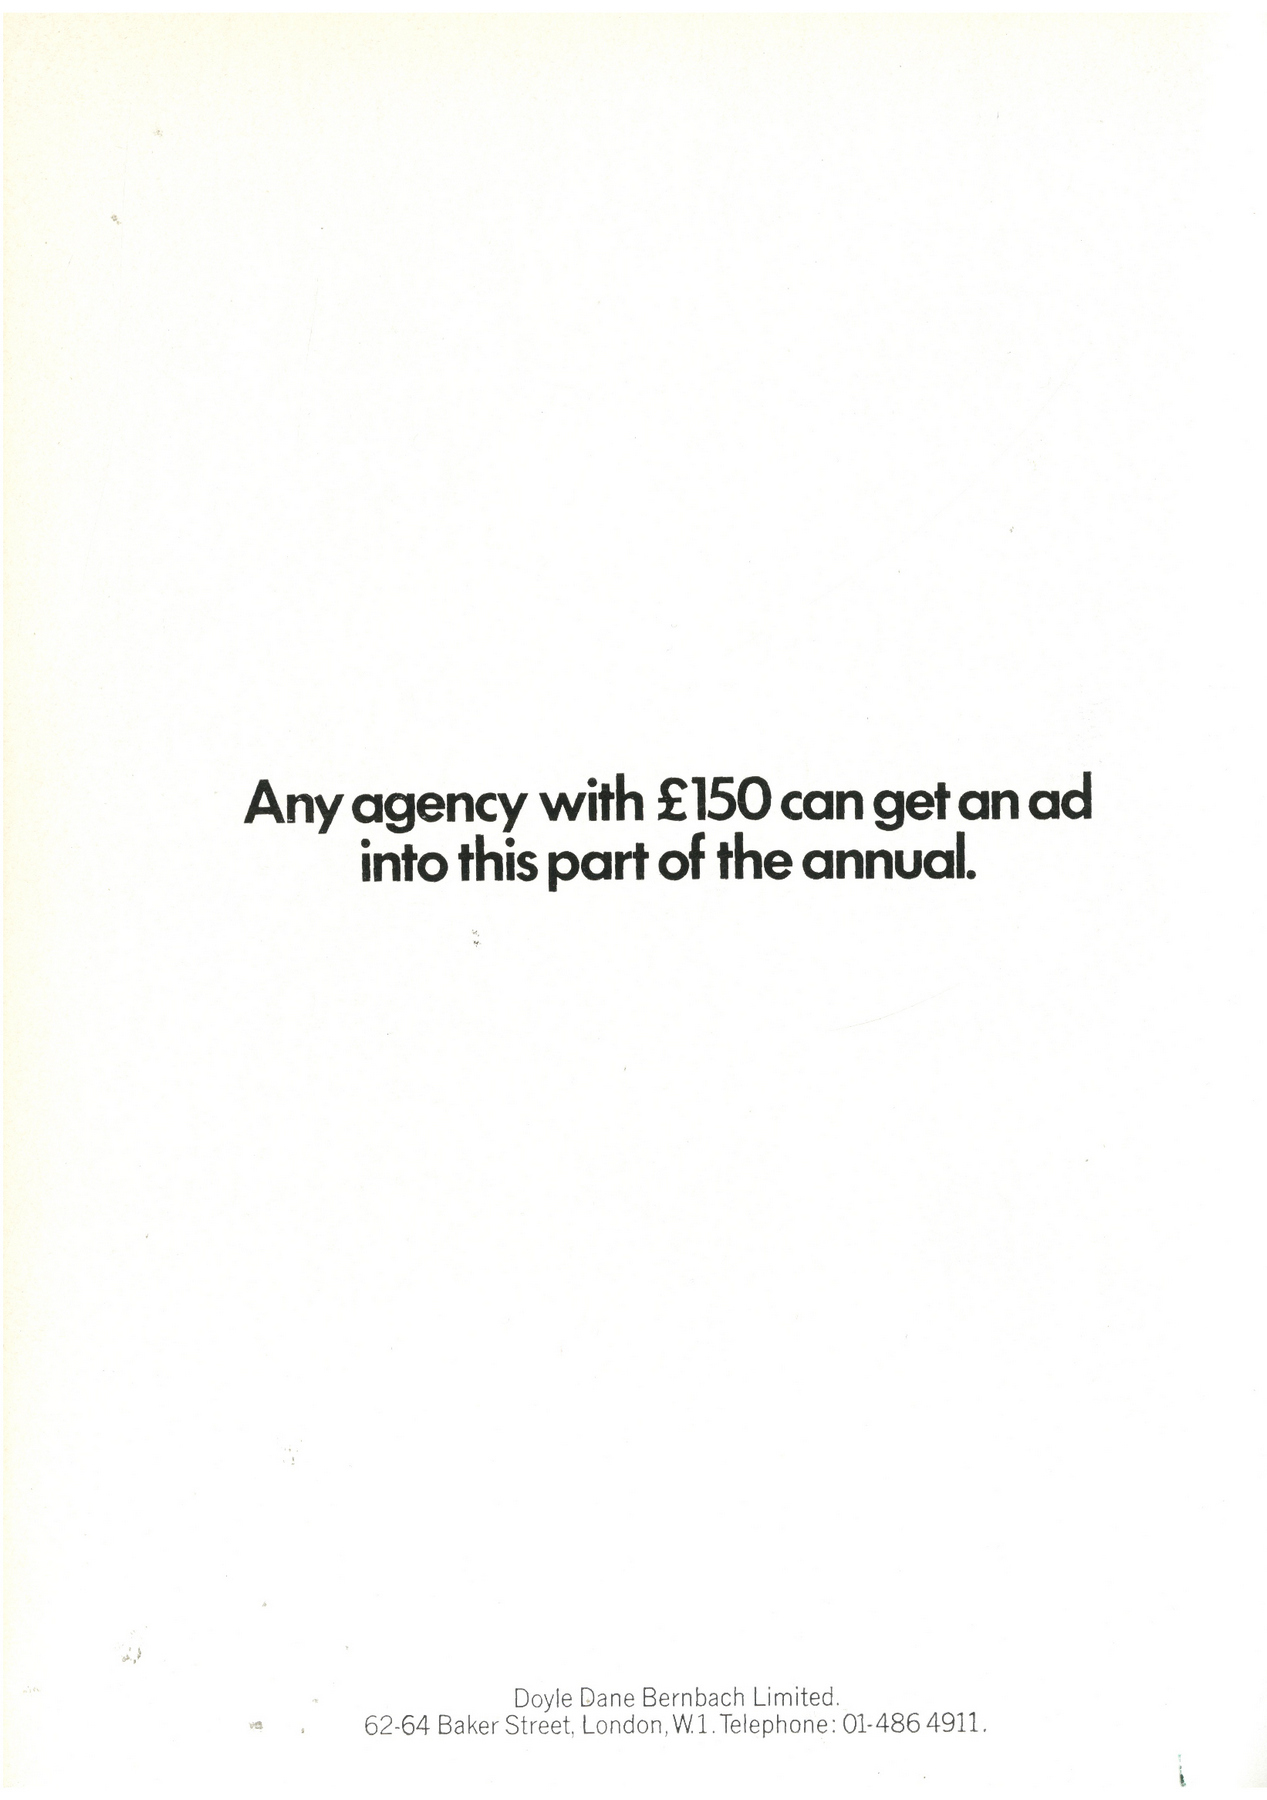 Any agency with £150 can get an ad
into this part of the annual.
Doyle Dane Bernbach Limited.
62-64 Baker Street, London, W.1. Telephone: 01-486 4911.